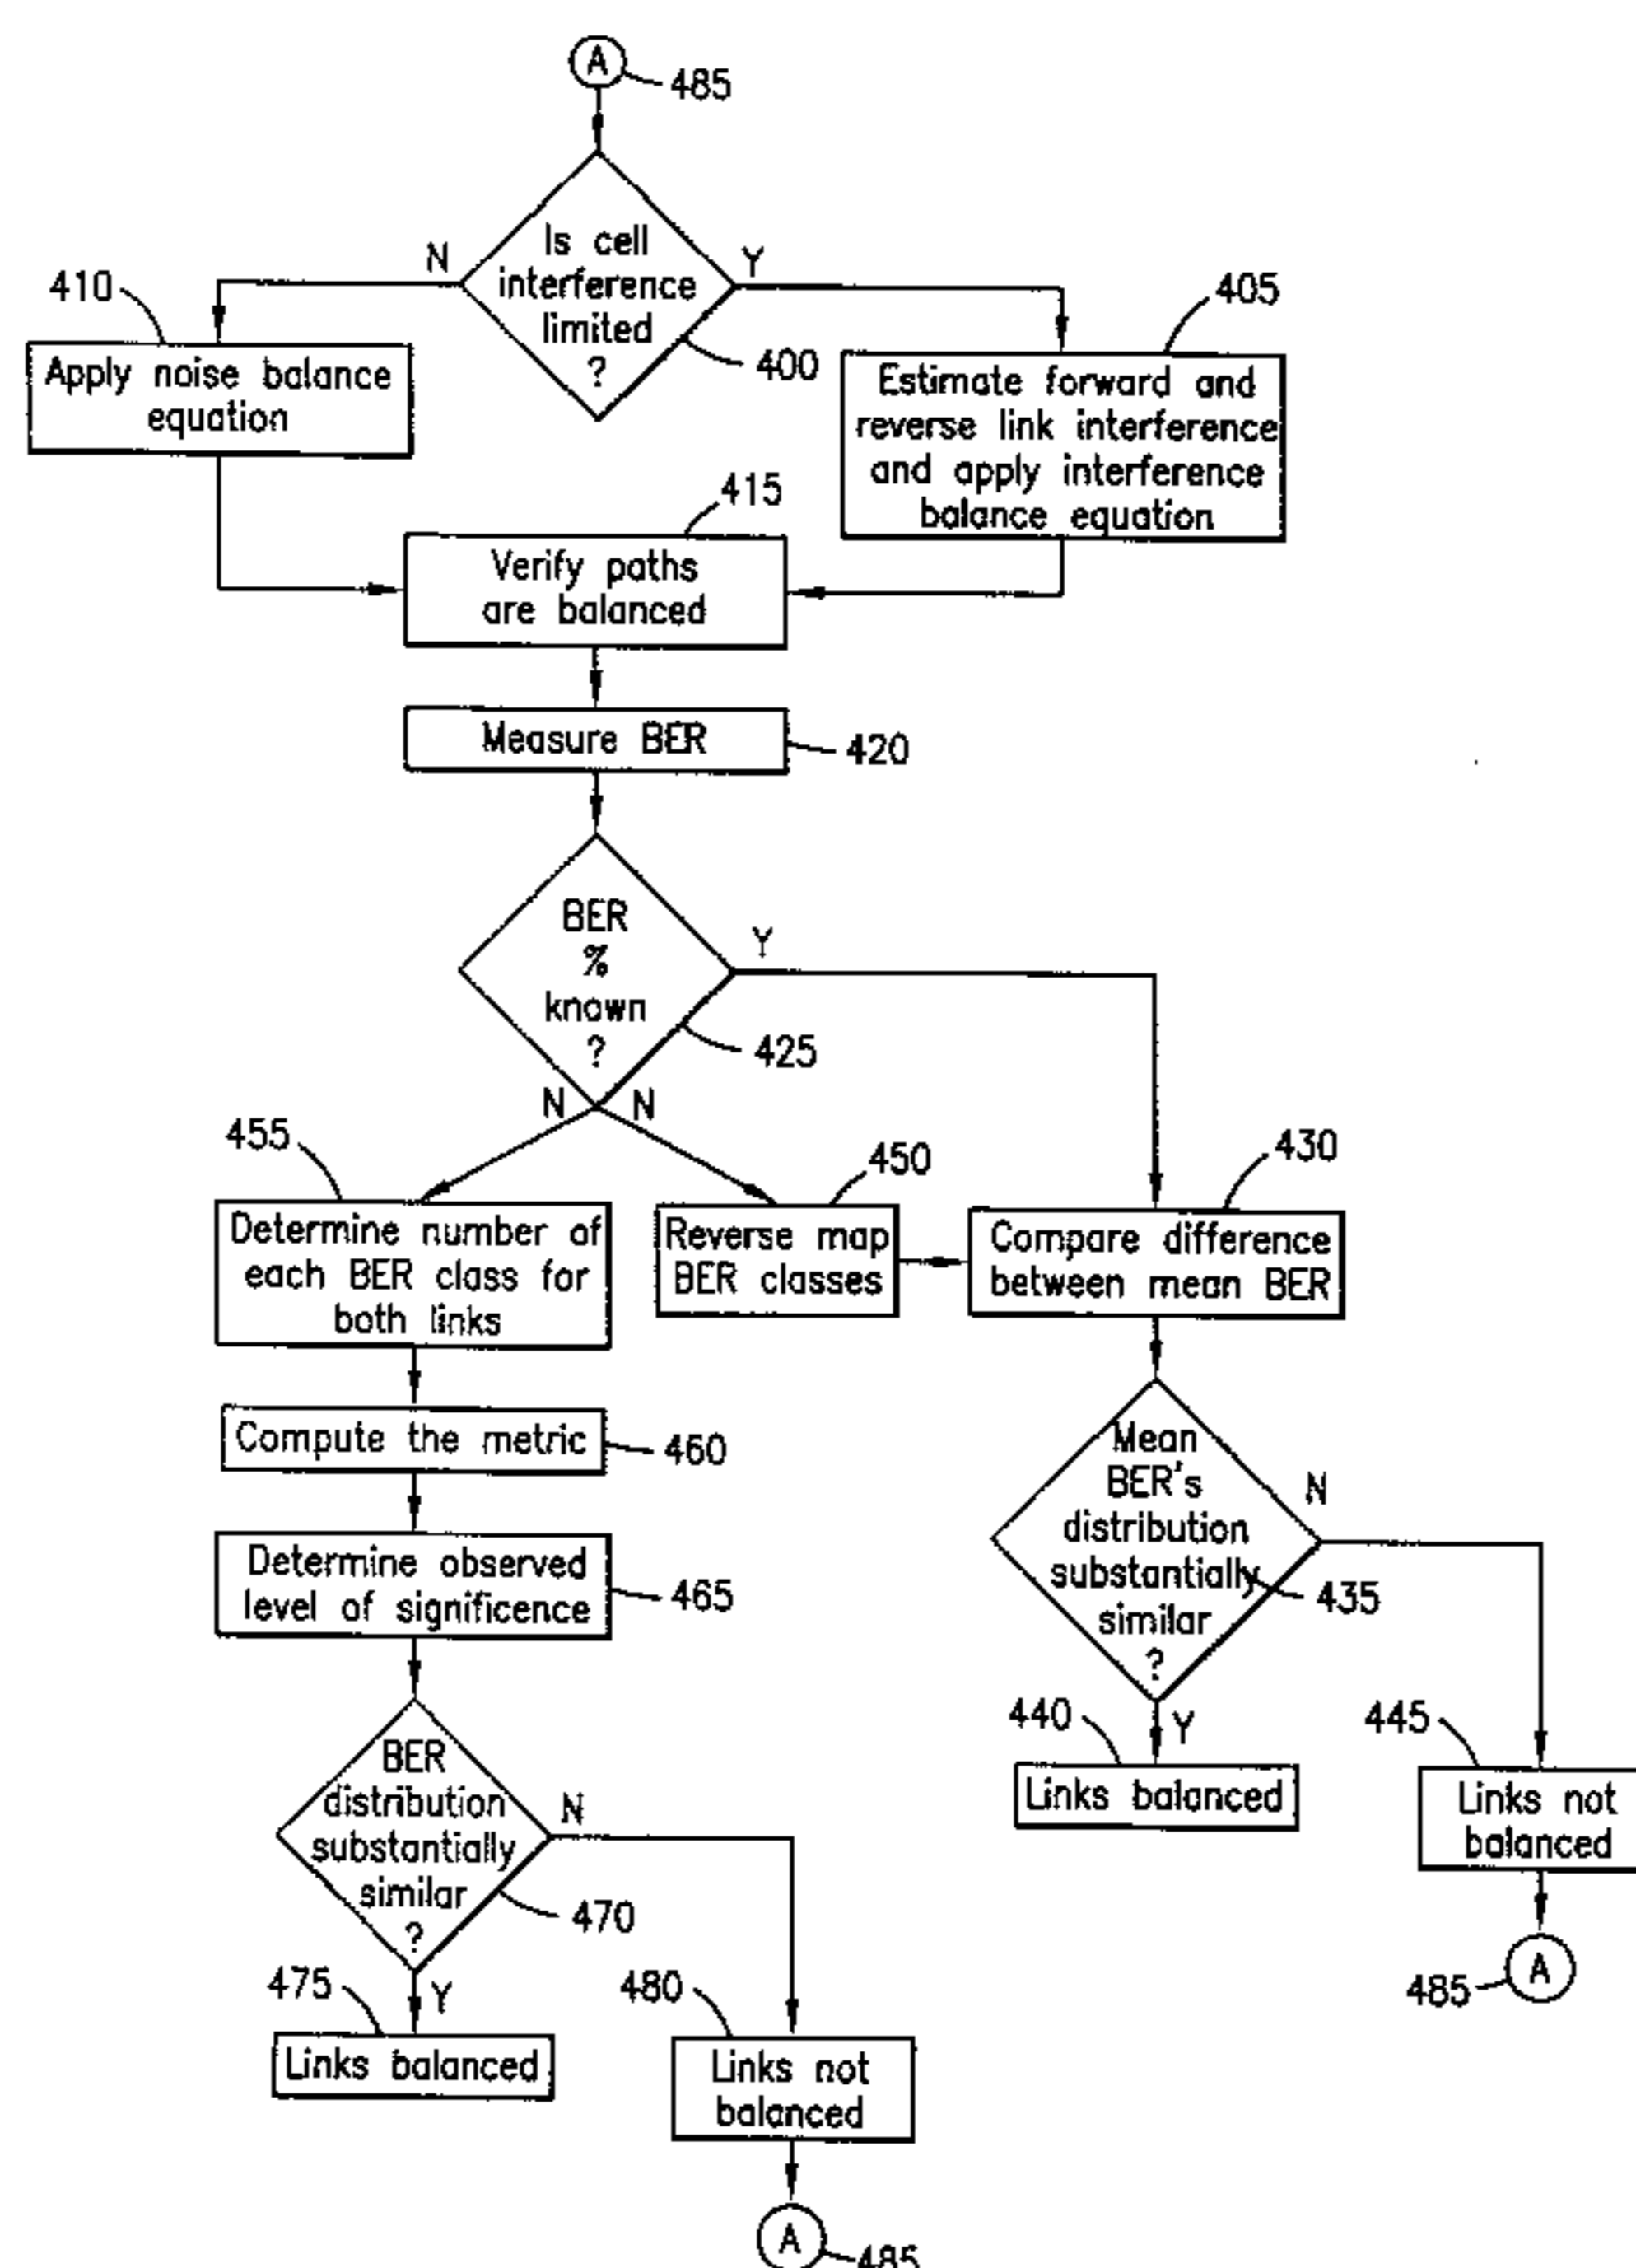 A
485
Is cell
interference
limited
?
N
Y
400
410
Apply noise balance
equation
405
Estimate forward and
reverse link interference
and apply interference
balance equation
415
Verify paths
are balanced
Measure BER
420
BER
%
known
?
Y
425
N
N
455
Determine number of
each BER class for
both links
450
Reverse map
BER classes
430
Compare difference
between mean BER
Compute the metric
460
Mean
BER's
distribution
substantially
similar
?
N
435
Determine observed
level of significence
465
Y
440
Links balanced
445
Links not
balanced
A
485
BER
distribution
substantially
similar
?
N
470
Y
475
Links balanced
480
Links not
balanced
A
485